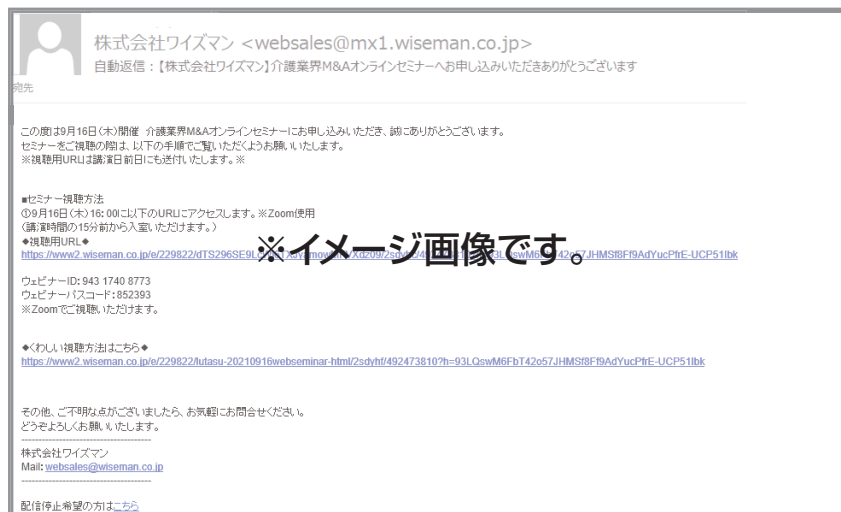 株式会社ワイズマン <websales@mx1.wiseman.co.jp>
自動返信:【株式会社ワイズマン】介護業界M&Aオンラインセミナーへお申し込みいただきありがとうございます
宛先
この度は9月16日(木)開催 介護業界M&Aオンラインセミナーにお申し込みいただき、誠にありがとうございます。
セミナーをご視聴の際は、以下の手順でご覧いただくようお願いいたします。
※視聴用URLは講演日前日にも送付いたします。※
■セミナー視聴方法
①9月16日(木)16:00に以下のURLにアクセスします。※Zoom使用
(講演時間の15分前から入室いただけます。)
◆視聴用URL◆
※イメージ画像です。
ウェビナーID: 943 1740 8773
ウェビナーパスコード:852393
※Zoomでご視聴いただけます。
◆くわしい視聴方法はこちら◆
https://www2.wiseman.co.jp/e/229822/lutasu-20210916webseminar-html/2sdyhf/492473810?h=93LQswM6FbT42o57JHMSf8Ff9AdYucPfrE-UCP51Ibk
その他、ご不明な点がございましたら、お気軽にお問合せください。
どうぞよろしくお願いいたします。
--------------------------------------
株式会社ワイズマン
Mail: websales@wiseman.co.jp
--------------------------------------
配信停止希望の方はこちら